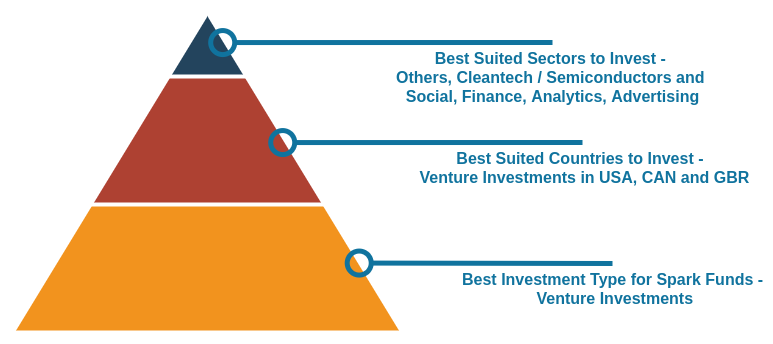 Best Suited Sectors to Invest -
Others, Cleantech / Semiconductors and
Social, Finance, Analytics, Advertising
Best Suited Countries to Invest -
Venture Investments in USA, CAN and GBR
Best Investment Type for Spark Funds -
Venture Investments